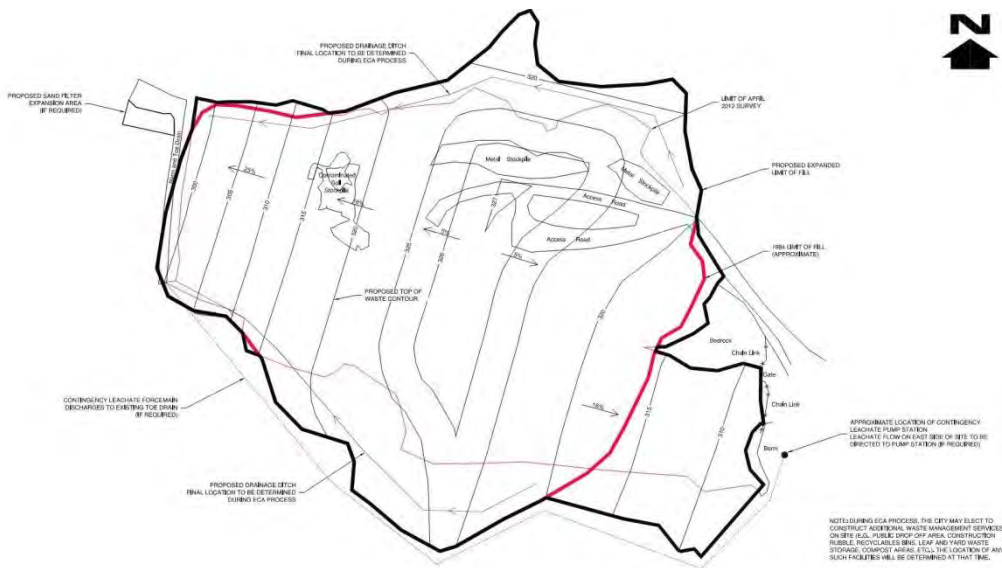 N
PROPOSED DRAINAGE DITCH
FINAL LOCATION TO BE DETERMINED
DURING ECA PROCESS
PROPOSED SAND FILTER
EXPANSION AREA
(IF REQUIRED)
320
LIMIT OF APRIL
2012 SURVEY
PROPOSED EXPANDED
LIMIT OF FILL
Metal Stockpile
Metal Stockpile
Access Road
Access Road
Contaminated
Soil
Stockpile
25%
300
305
310
315
320
325
326
327
5%
320
1984 LIMIT OF FILL
(APPROXIMATE)
PROPOSED TOP OF
WASTE CONTOUR
Bedrock
Chain Link
Gate
Chain Link
Berm
315
310
CONTINGENCY LEACHATE FORCEMAIN
DISCHARGES TO EXISTING TOE DRAIN
(IF REQUIRED)
APPROXIMATE LOCATION OF CONTINGENCY
LEACHATE PUMP STATION
LEACHATE FLOW ON EAST SIDE OF SITE TO BE
DIRECTED TO PUMP STATION (IF REQUIRED)
PROPOSED DRAINAGE DITCH
FINAL LOCATION TO BE DETERMINED
DURING ECA PROCESS
NOTE: DURING ECA PROCESS, THE CITY MAY ELECT TO
CONSTRUCT ADDITIONAL WASTE MANAGEMENT SERVICES
ON SITE (E.G., PUBLIC DROP OFF AREA, CONSTRUCTION
RUBBLE, RECYCLABLES BINS, LEAF AND YARD WASTE
STORAGE, COMPOST AREAS, ETC.). THE LOCATION OF ANY
SUCH FACILITIES WILL BE DETERMINED AT THAT TIME.